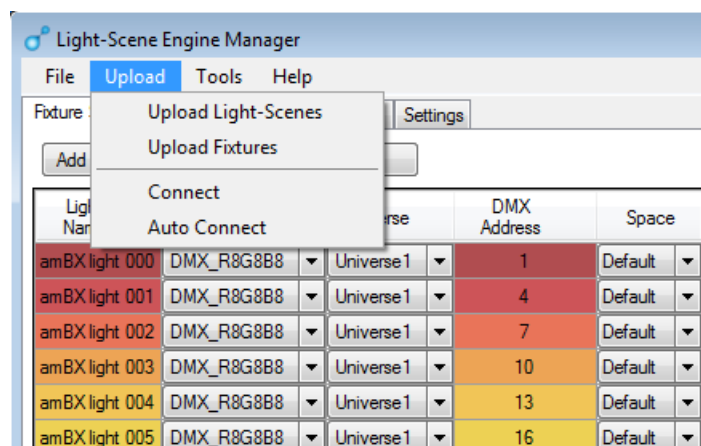 Light-Scene Engine Manager
File Upload Tools Help
Upload Light-Scenes
Upload Fixtures
Connect
Auto Connect
Fixture Settings
Add
DMX Address Space
amBX light 000 DMX_R8G8B8 Universe1 1 Default
amBX light 001 DMX_R8G8B8 Universe1 4 Default
amBX light 002 DMX_R8G8B8 Universe1 7 Default
amBX light 003 DMX_R8G8B8 Universe1 10 Default
amBX light 004 DMX_R8G8B8 Universe1 13 Default
amBX light 005 DMX_R8G8B8 Universe1 16 Default